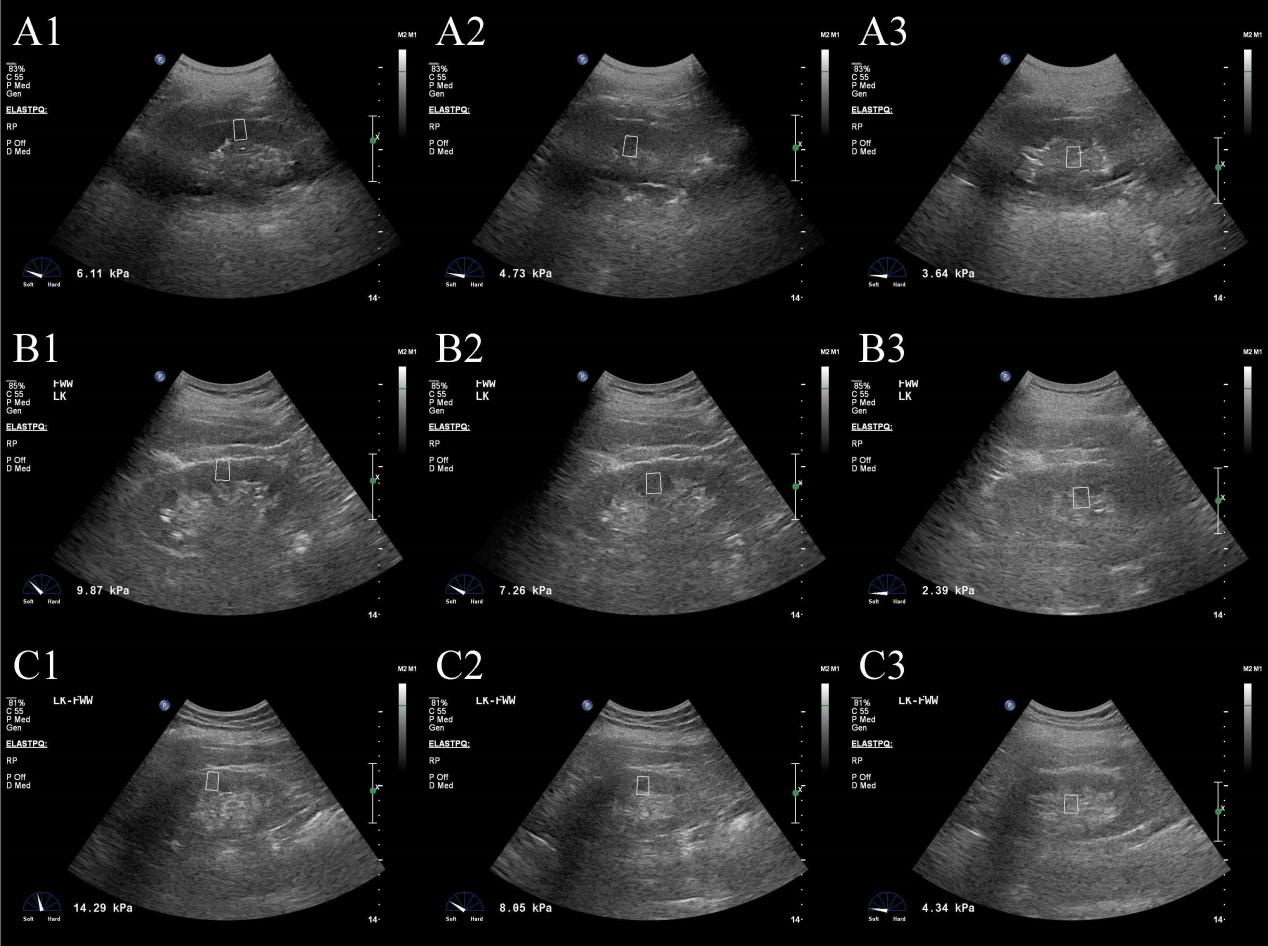 A1
M2 M1
83%
C 55
P Med
Gen
ELASTPQ:
RP
P Off
D Med
X
6.11 kPa
Soft Hard
14
A2
M2 M1
83%
C 55
P Med
Gen
ELASTPQ:
RP
P Off
D Med
X
4.73 kPa
Soft Hard
14
A3
M2 M1
83%
C 55
P Med
Gen
ELASTPQ:
RP
P Off
D Med
X
3.64 kPa
Soft Hard
14
B1
M2 M1
85%
C 55
P Med
Gen
FWW
LK
ELASTPQ:
RP
P Off
D Med
X
9.87 kPa
Soft Hard
14
B2
M2 M1
85%
C 55
P Med
Gen
FWW
LK
ELASTPQ:
RP
P Off
D Med
X
7.26 kPa
Soft Hard
14
B3
M2 M1
85%
C 55
P Med
Gen
FWW
LK
ELASTPQ:
RP
P Off
D Med
X
2.39 kPa
Soft Hard
14
C1
M2 M1
81%
C 55
P Med
Gen
LK-FWW
ELASTPQ:
RP
P Off
D Med
X
14.29 kPa
Soft Hard
14
C2
M2 M1
81%
C 55
P Med
Gen
LK-FWW
ELASTPQ:
RP
P Off
D Med
X
8.05 kPa
Soft Hard
14
C3
M2 M1
81%
C 55
P Med
Gen
LK-FWW
ELASTPQ:
RP
P Off
D Med
X
4.34 kPa
Soft Hard
14